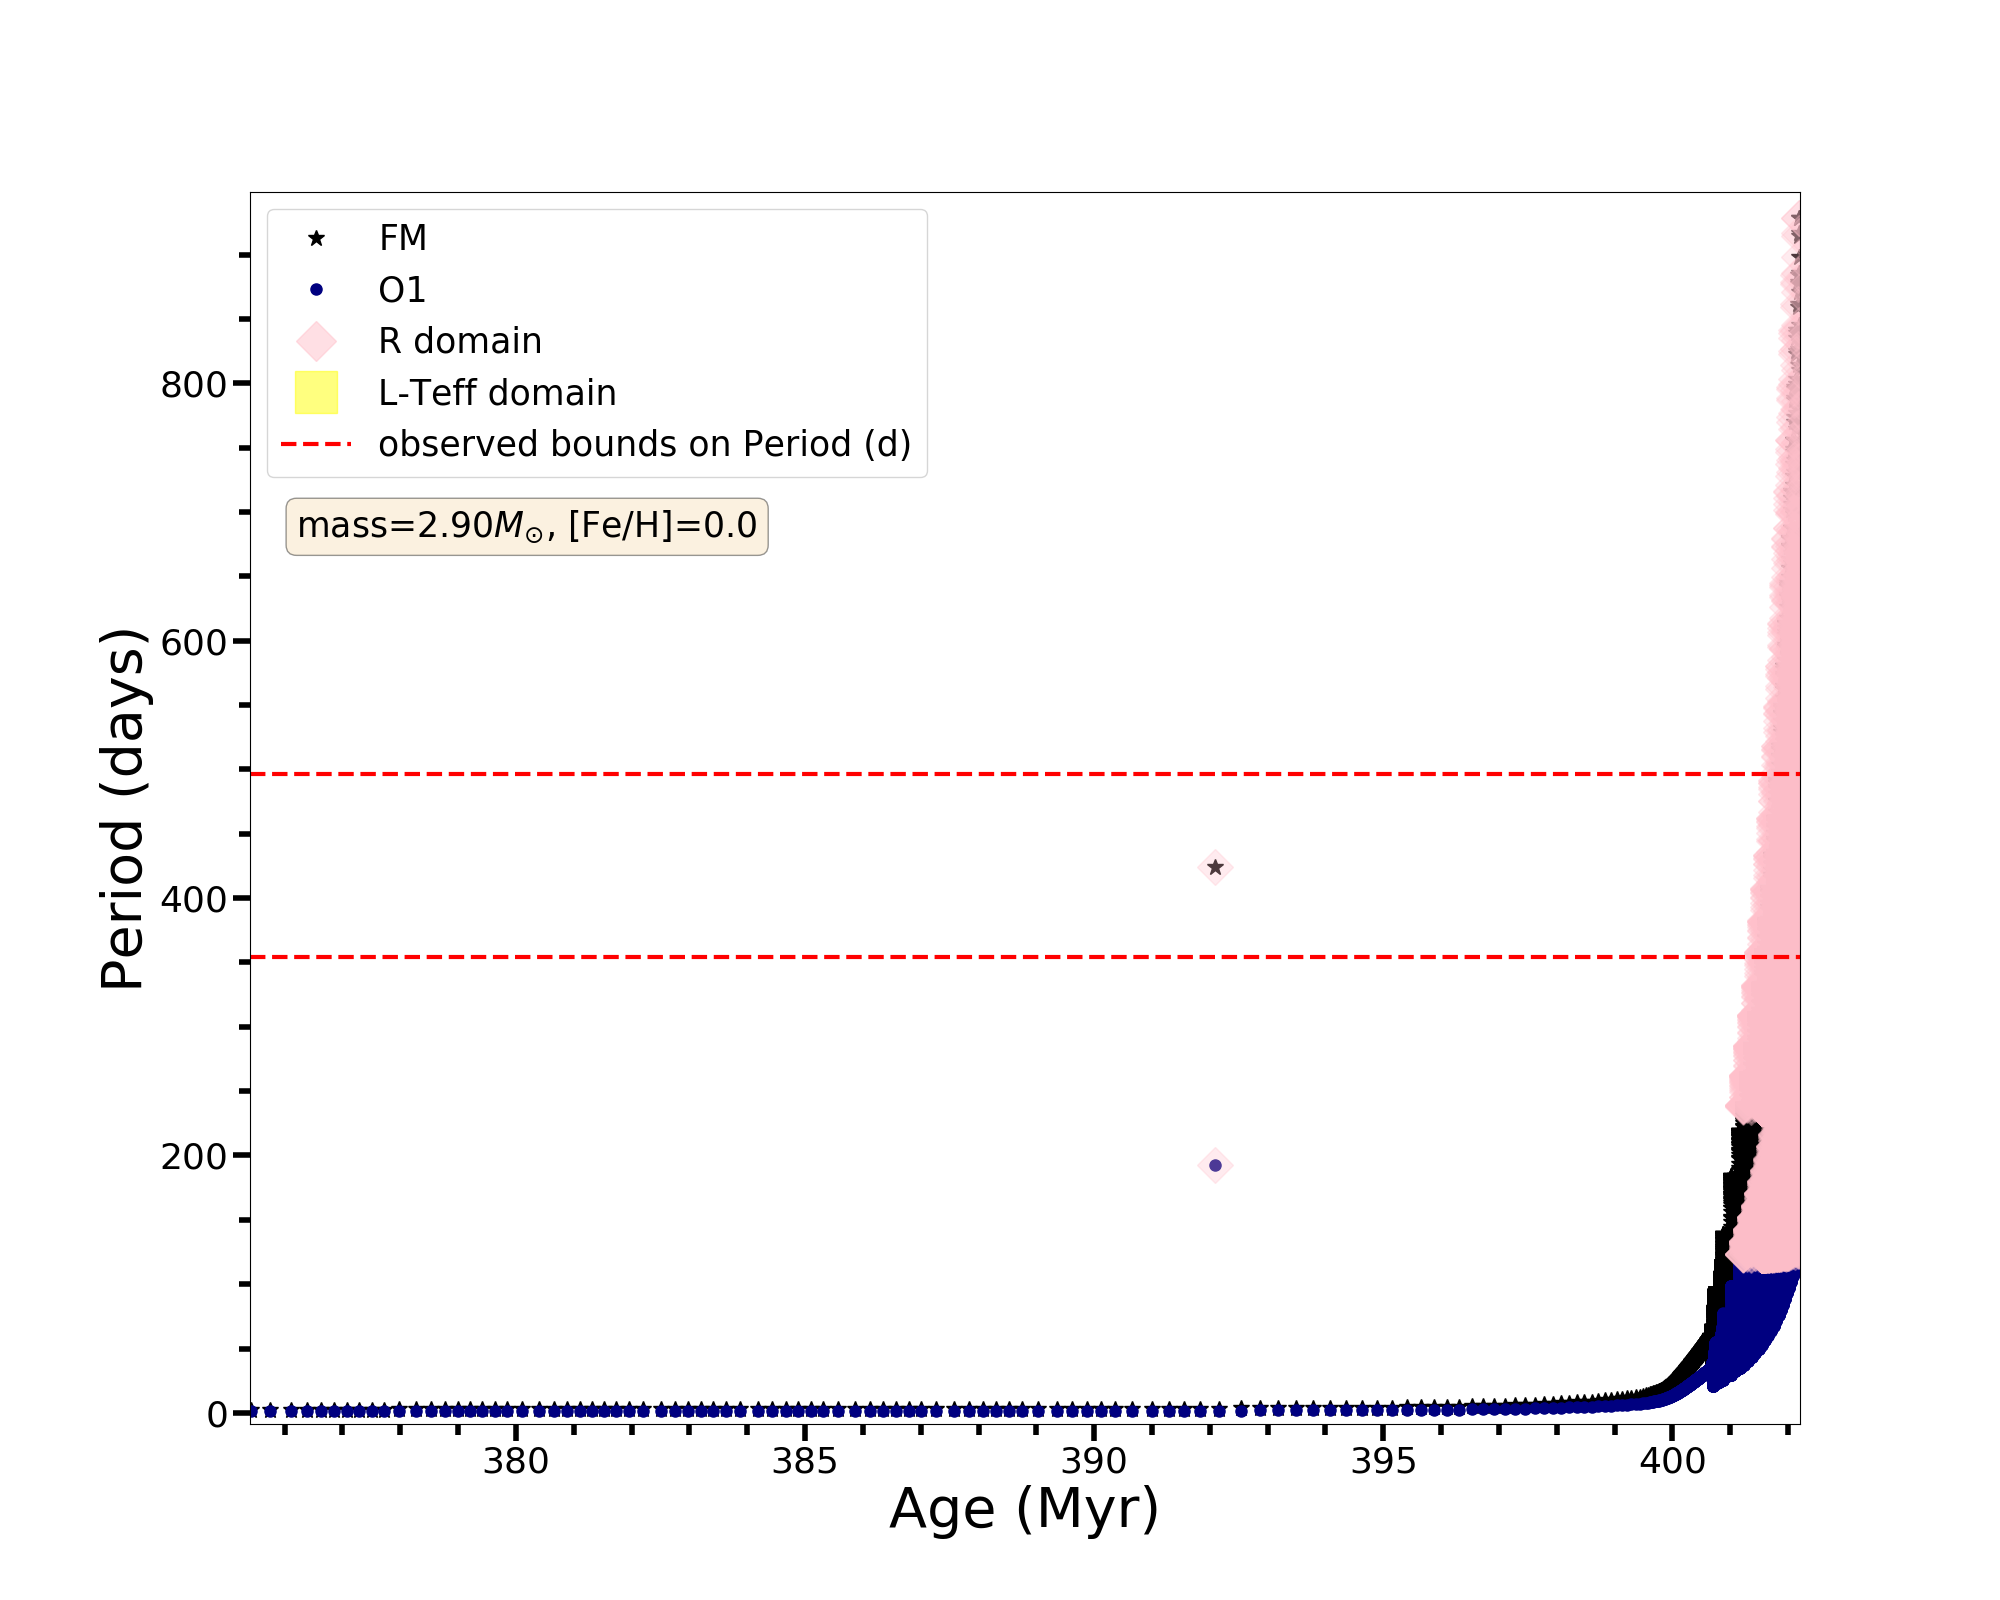 FM
O1
R domain
L-Teff domain
observed bounds on Period (d)
mass=2.90M⊙, [Fe/H]=0.0
800
600
400
200
0
Period (days)
380 385 390 395 400
Age (Myr)